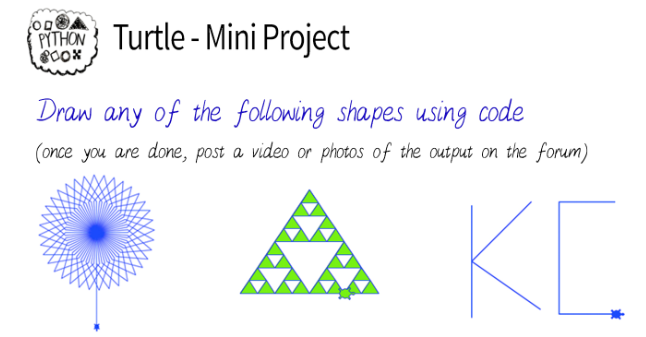 PYTHON
Turtle - Mini Project
Draw any of the following shapes using code
(once you are done, post a video or photos of the output on the forum)
KC